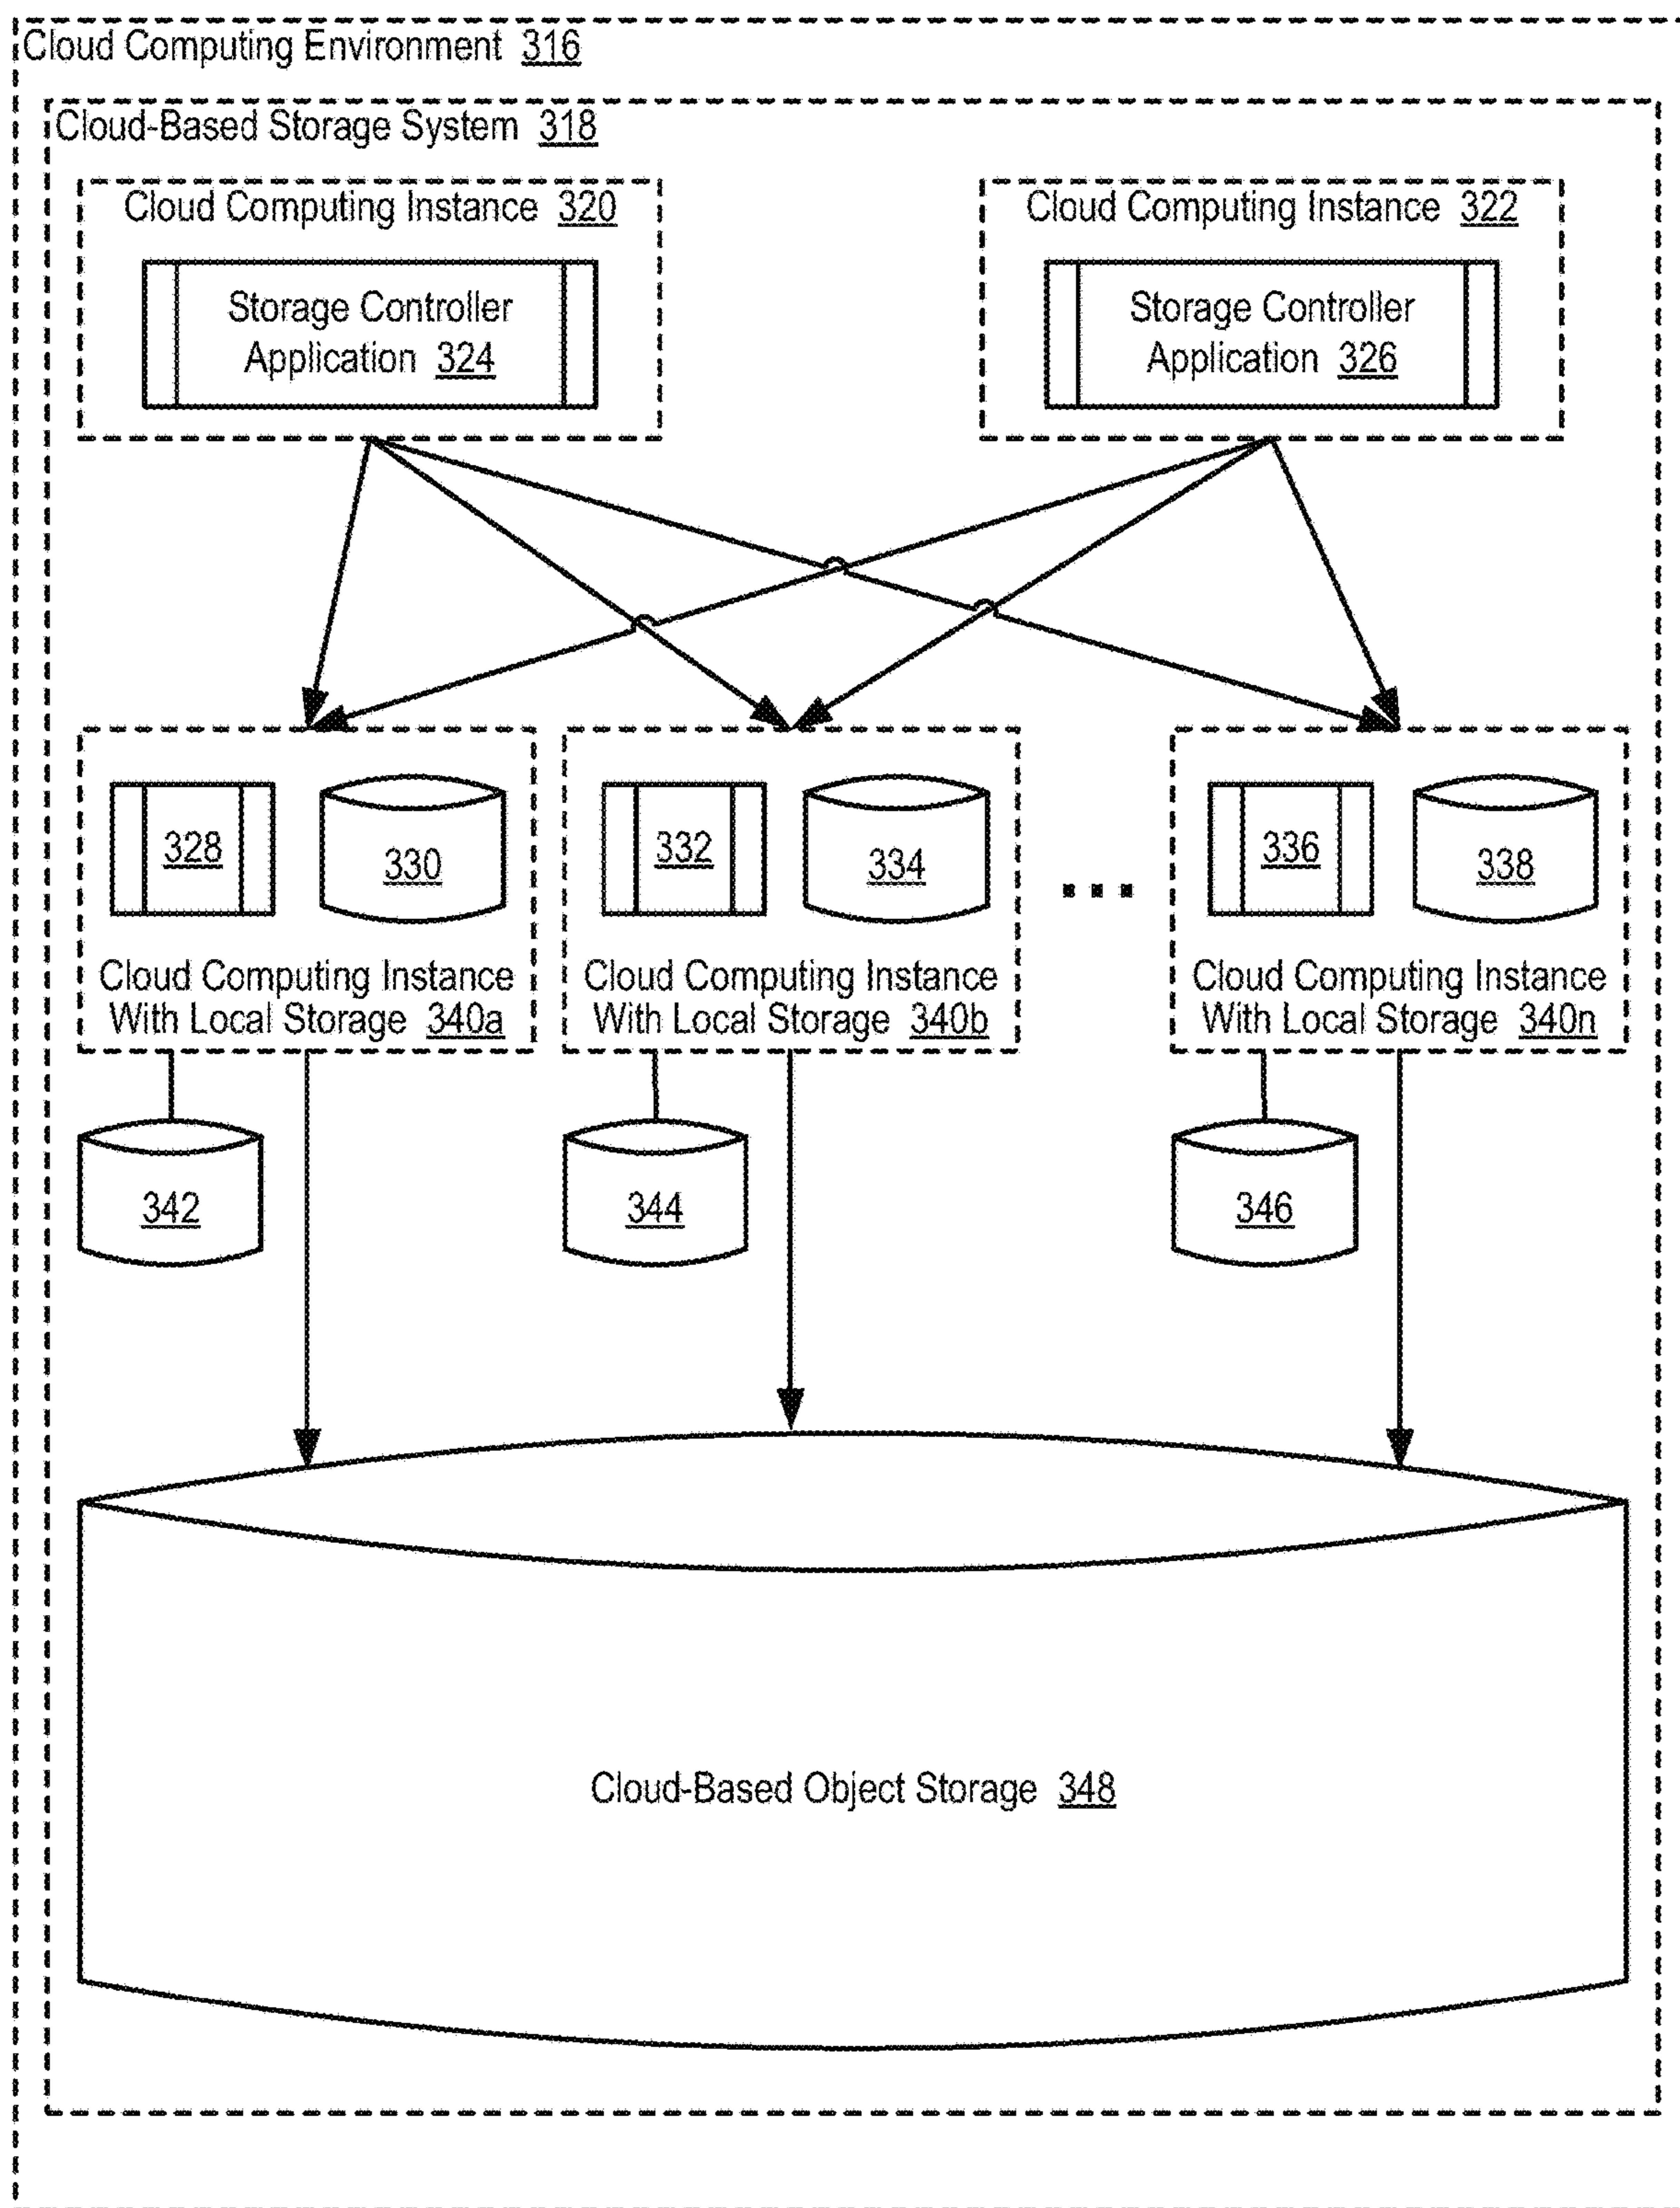 Cloud Computing Environment 316
Cloud-Based Storage System 318
Cloud Computing Instance 320
Storage Controller
Application 324
Cloud Computing Instance 322
Storage Controller
Application 326
328
330
Cloud Computing Instance
With Local Storage 340a
332
334
Cloud Computing Instance
With Local Storage 340b
...
336
338
Cloud Computing Instance
With Local Storage 340n
342
344
346
Cloud-Based Object Storage 348